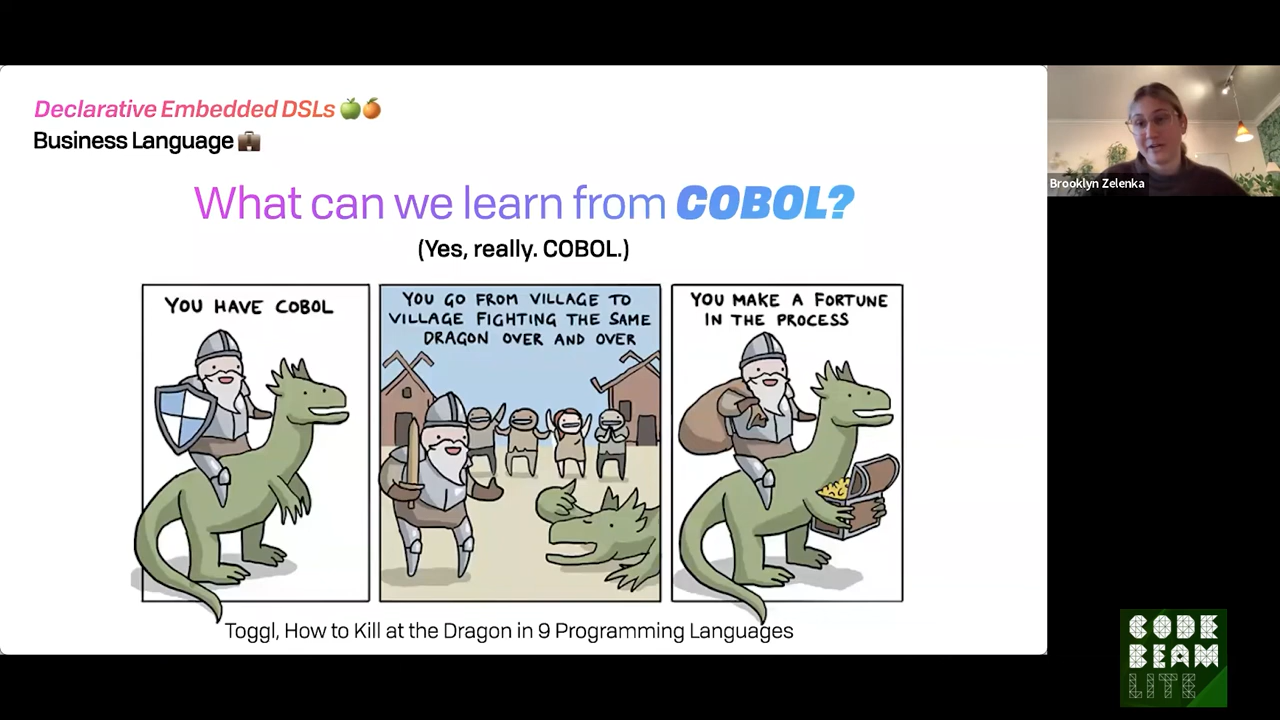 Declarative Embedded DSLs 🍏🍊
Business Language 💼
What can we learn from COBOL?
(Yes, really. COBOL.)
YOU HAVE COBOL
YOU GO FROM VILLAGE TO
VILLAGE FIGHTING THE SAME
DRAGON OVER AND OVER
YOU MAKE A FORTUNE
IN THE PROCESS
Toggl, How to Kill at the Dragon in 9 Programming Languages
Brooklyn Zelenka
CODE
BEAM
LITE